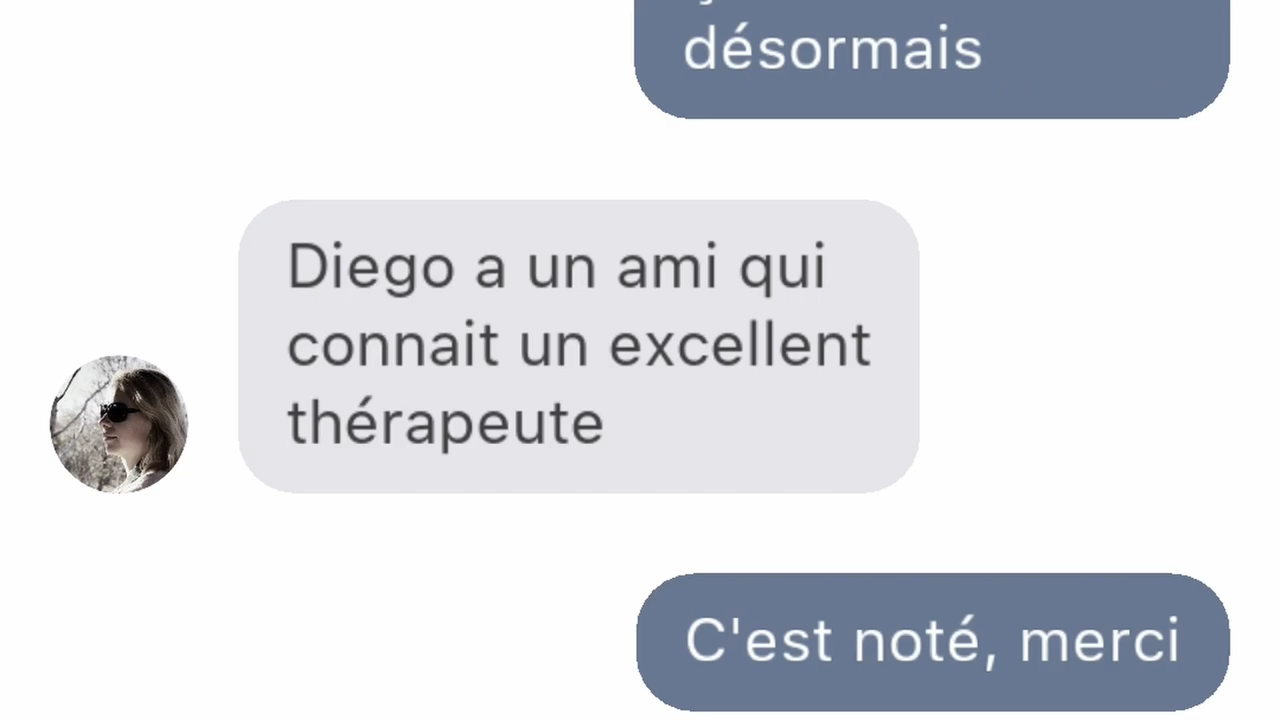 désormais
Diego a un ami qui
connait un excellent
thérapeute
C'est noté, merci